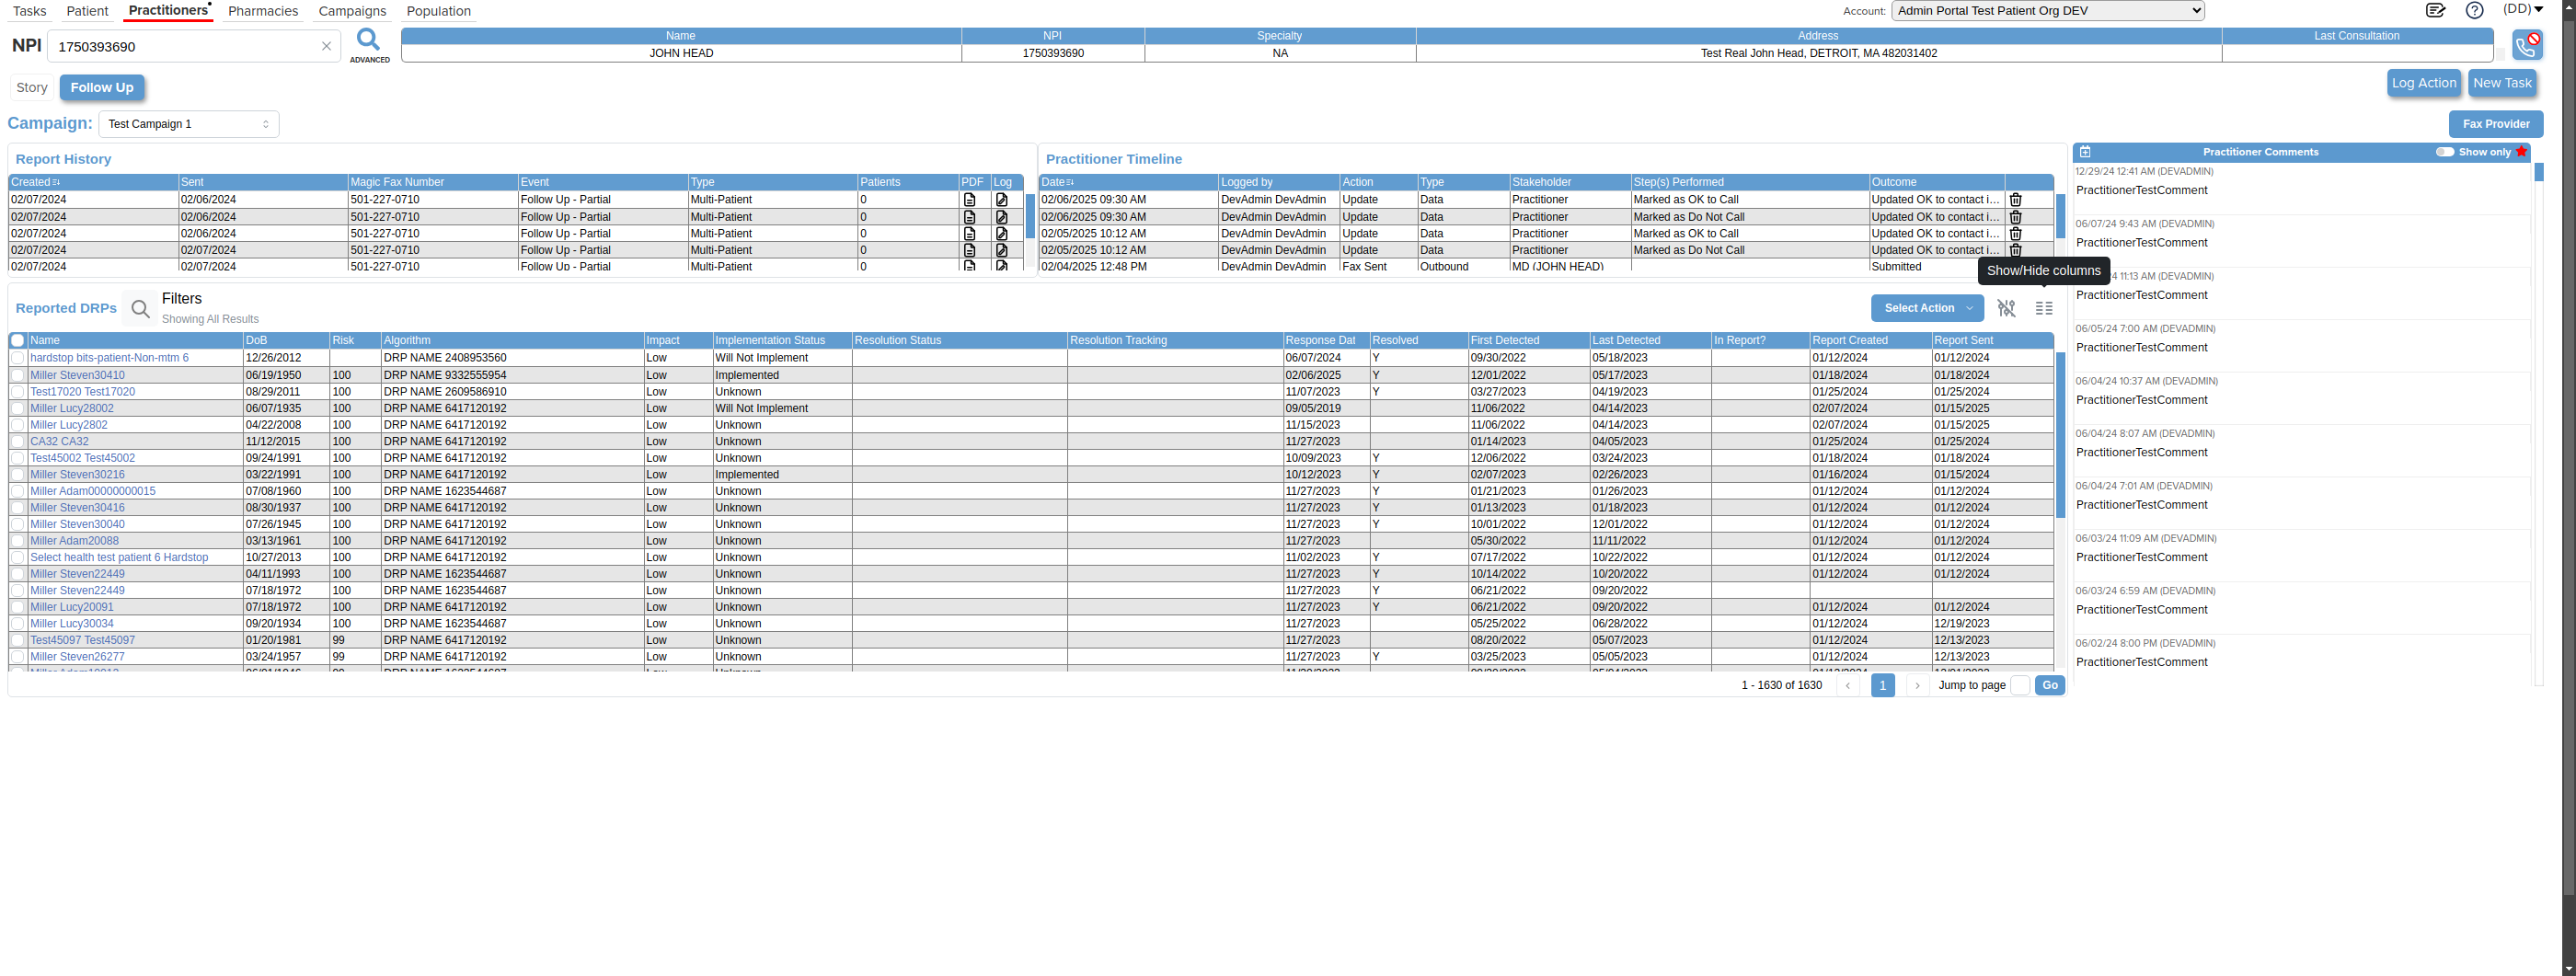 Tasks Patient Practitioners Pharmacies Campaigns Population Account: Admin Portal Test Patient Org DEV (DD)
NPI 1750393690 ADVANCED
Name NPI Specialty Address Last Consultation
JOHN HEAD 1750393690 NA Test Real John Head, DETROIT, MA 482031402
Story Follow Up Log Action New Task
Campaign: Test Campaign 1 Fax Provider
Report History
Created Sent Magic Fax Number Event Type Patients PDF Log
02/07/2024 02/06/2024 501-227-0710 Follow Up - Partial Multi-Patient 0
02/07/2024 02/06/2024 501-227-0710 Follow Up - Partial Multi-Patient 0
02/07/2024 02/06/2024 501-227-0710 Follow Up - Partial Multi-Patient 0
02/07/2024 02/07/2024 501-227-0710 Follow Up - Partial Multi-Patient 0
02/07/2024 02/07/2024 501-227-0710 Follow Up - Partial Multi-Patient 0
Practitioner Timeline
Date Logged by Action Type Stakeholder Step(s) Performed Outcome
02/06/2025 09:30 AM DevAdmin DevAdmin Update Data Practitioner Marked as OK to Call Updated OK to contact i...
02/06/2025 09:30 AM DevAdmin DevAdmin Update Data Practitioner Marked as Do Not Call Updated OK to contact i...
02/05/2025 10:12 AM DevAdmin DevAdmin Update Data Practitioner Marked as OK to Call Updated OK to contact i...
02/05/2025 10:12 AM DevAdmin DevAdmin Update Data Practitioner Marked as Do Not Call Updated OK to contact i...
02/04/2025 12:48 PM DevAdmin DevAdmin Fax Sent Outbound MD (JOHN HEAD) Submitted
Show/Hide columns
Reported DRPs Filters
Showing All Results
Select Action
Name DoB Risk Algorithm Impact Implementation Status Resolution Status Resolution Tracking Response Dat Resolved First Detected Last Detected In Report? Report Created Report Sent
hardstop bits-patient-Non-mtm 6 12/26/2012 DRP NAME 2408953560 Low Will Not Implement 06/07/2024 Y 09/30/2022 05/18/2023 01/12/2024 01/12/2024
Miller Steven30410 06/19/1950 100 DRP NAME 9332555954 Low Implemented 02/06/2025 Y 12/01/2022 05/17/2023 01/18/2024 01/18/2024
Test17020 Test17020 08/29/2011 100 DRP NAME 2609586910 Low Unknown 11/07/2023 Y 03/27/2023 04/19/2023 01/25/2024 01/25/2024
Miller Lucy28002 06/07/1935 100 DRP NAME 6417120192 Low Will Not Implement 09/05/2019 11/06/2022 04/14/2023 02/07/2024 01/15/2025
Miller Lucy2802 04/22/2008 100 DRP NAME 6417120192 Low Unknown 11/15/2023 11/06/2022 04/14/2023 02/07/2024 01/15/2025
CA32 CA32 11/12/2015 100 DRP NAME 6417120192 Low Unknown 11/27/2023 01/14/2023 04/05/2023 01/25/2024 01/25/2024
Test45002 Test45002 09/24/1991 100 DRP NAME 6417120192 Low Unknown 10/09/2023 Y 12/06/2022 03/24/2023 01/18/2024 01/18/2024
Miller Steven30216 03/22/1991 100 DRP NAME 6417120192 Low Implemented 10/12/2023 Y 02/07/2023 02/26/2023 01/16/2024 01/15/2024
Miller Adam00000000015 07/08/1960 100 DRP NAME 1623544687 Low Unknown 11/27/2023 Y 01/21/2023 01/26/2023 01/12/2024 01/12/2024
Miller Steven30416 08/30/1937 100 DRP NAME 6417120192 Low Unknown 11/27/2023 Y 01/13/2023 01/18/2023 01/12/2024 01/12/2024
Miller Steven30040 07/26/1945 100 DRP NAME 6417120192 Low Unknown 11/27/2023 Y 10/01/2022 12/01/2022 01/12/2024 01/12/2024
Miller Adam20088 03/13/1961 100 DRP NAME 6417120192 Low Unknown 11/27/2023 05/30/2022 11/11/2022 01/12/2024 01/12/2024
Select health test patient 6 Hardstop 10/27/2013 100 DRP NAME 6417120192 Low Unknown 11/02/2023 Y 07/17/2022 10/22/2022 01/12/2024 01/12/2024
Miller Steven22449 04/11/1993 100 DRP NAME 1623544687 Low Unknown 11/27/2023 Y 10/14/2022 10/20/2022 01/12/2024 01/12/2024
Miller Steven22449 07/18/1972 100 DRP NAME 1623544687 Low Unknown 11/27/2023 Y 06/21/2022 09/20/2022
Miller Lucy20091 07/18/1972 100 DRP NAME 6417120192 Low Unknown 11/27/2023 Y 06/21/2022 09/20/2022 01/12/2024 01/12/2024
Miller Lucy30034 09/20/1934 100 DRP NAME 1623544687 Low Unknown 11/27/2023 05/25/2022 06/28/2022 01/12/2024 12/19/2023
Test45097 Test45097 01/20/1981 99 DRP NAME 6417120192 Low Unknown 11/27/2023 08/20/2022 05/07/2023 01/12/2024 12/13/2023
Miller Steven26277 03/24/1957 99 DRP NAME 6417120192 Low Unknown 11/27/2023 Y 03/25/2023 05/05/2023 01/12/2024 12/13/2023
1 - 1630 of 1630 1 Jump to page Go
Practitioner Comments Show only
12/29/24 12:41 AM (DEVADMIN)
PractitionerTestComment
06/07/24 9:43 AM (DEVADMIN)
PractitionerTestComment
24 11:13 AM (DEVADMIN)
PractitionerTestComment
06/05/24 7:00 AM (DEVADMIN)
PractitionerTestComment
06/04/24 10:37 AM (DEVADMIN)
PractitionerTestComment
06/04/24 8:07 AM (DEVADMIN)
PractitionerTestComment
06/04/24 7:01 AM (DEVADMIN)
PractitionerTestComment
06/03/24 11:09 AM (DEVADMIN)
PractitionerTestComment
06/03/24 6:59 AM (DEVADMIN)
PractitionerTestComment
06/02/24 8:00 PM (DEVADMIN)
PractitionerTestComment